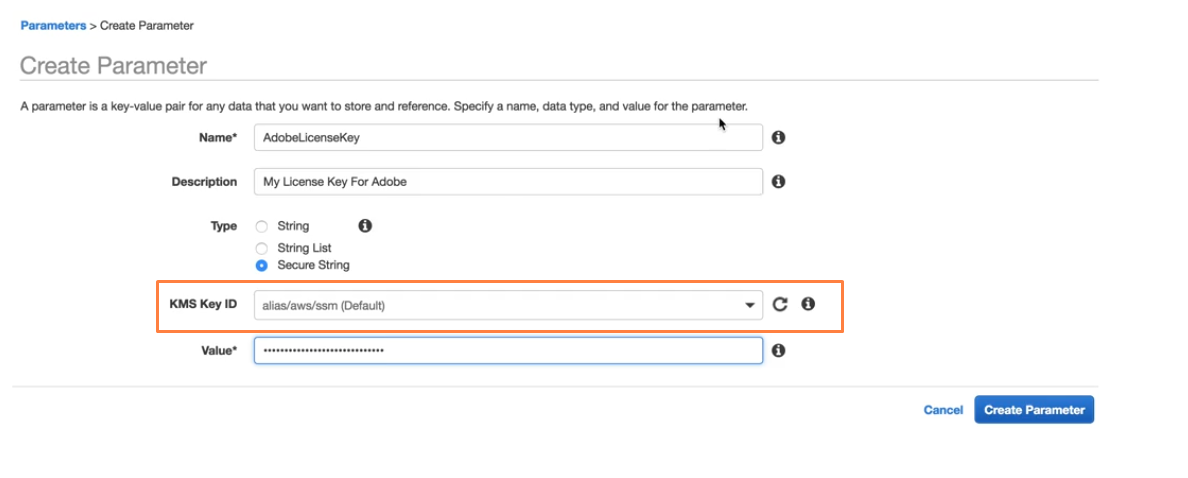 Parameters > Create Parameter
Create Parameter
A parameter is a key-value pair for any data that you want to store and reference. Specify a name, data type, and value for the parameter.
Name* AdobeLicenseKey
Description My License Key For Adobe
Type String
String List
Secure String
KMS Key ID alias/aws/ssm (Default)
Value* ••••••••••••••••••••••••••••••
Cancel Create Parameter